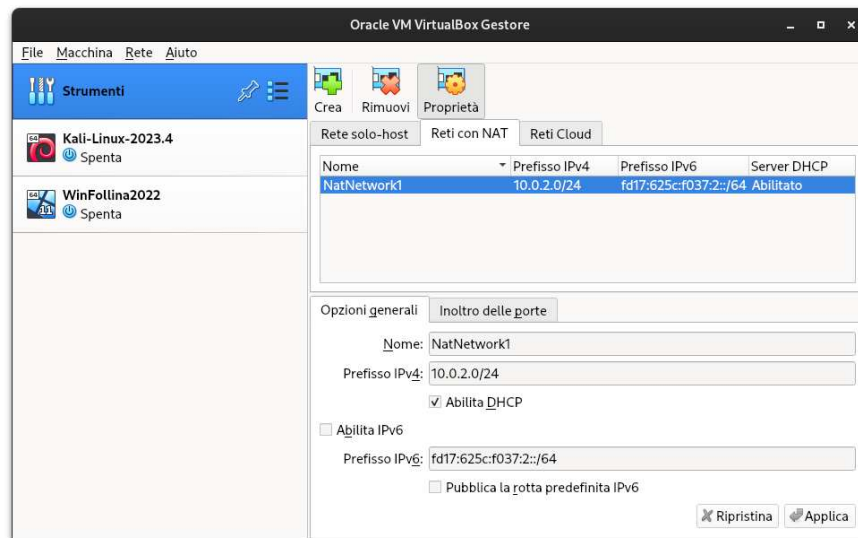 Oracle VM VirtualBox Gestore
File Macchina Rete Aiuto
Strumenti
Crea Rimuovi Proprietà
64 Kali-Linux-2023.4
Spenta
64 11 WinFollina2022
Spenta
Rete solo-host Reti con NAT Reti Cloud
Nome Prefisso IPv4 Prefisso IPv6 Server DHCP
NatNetwork1 10.0.2.0/24 fd17:625c:f037:2::/64 Abilitato
Opzioni generali Inoltro delle porte
Nome: NatNetwork1
Prefisso IPv4: 10.0.2.0/24
Abilita DHCP
Abilita IPv6
Prefisso IPv6: fd17:625c:f037:2::/64
Pubblica la rotta predefinita IPv6
Ripristina Applica